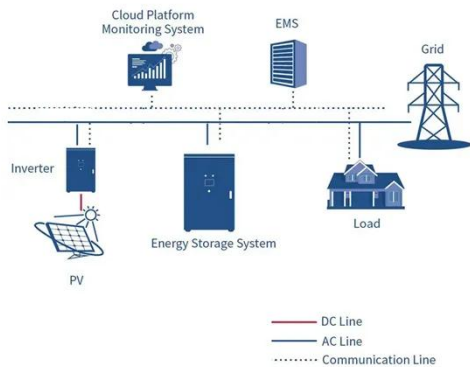 Cloud Platform
Monitoring System
EMS
Grid
Inverter
Energy Storage System
Load
PV
DC Line
AC Line
Communication Line